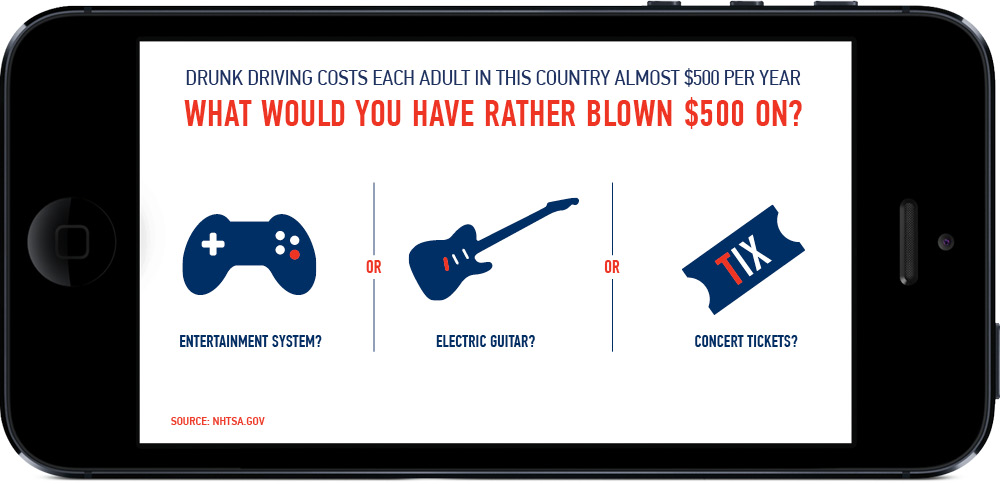 DRUNK DRIVING COSTS EACH ADULT IN THIS COUNTRY ALMOST $500 PER YEAR
WHAT WOULD YOU HAVE RATHER BLOWN $500 ON?
OR
OR
TIX
ENTERTAINMENT SYSTEM?
ELECTRIC GUITAR?
CONCERT TICKETS?
SOURCE: NHTSA.GOV